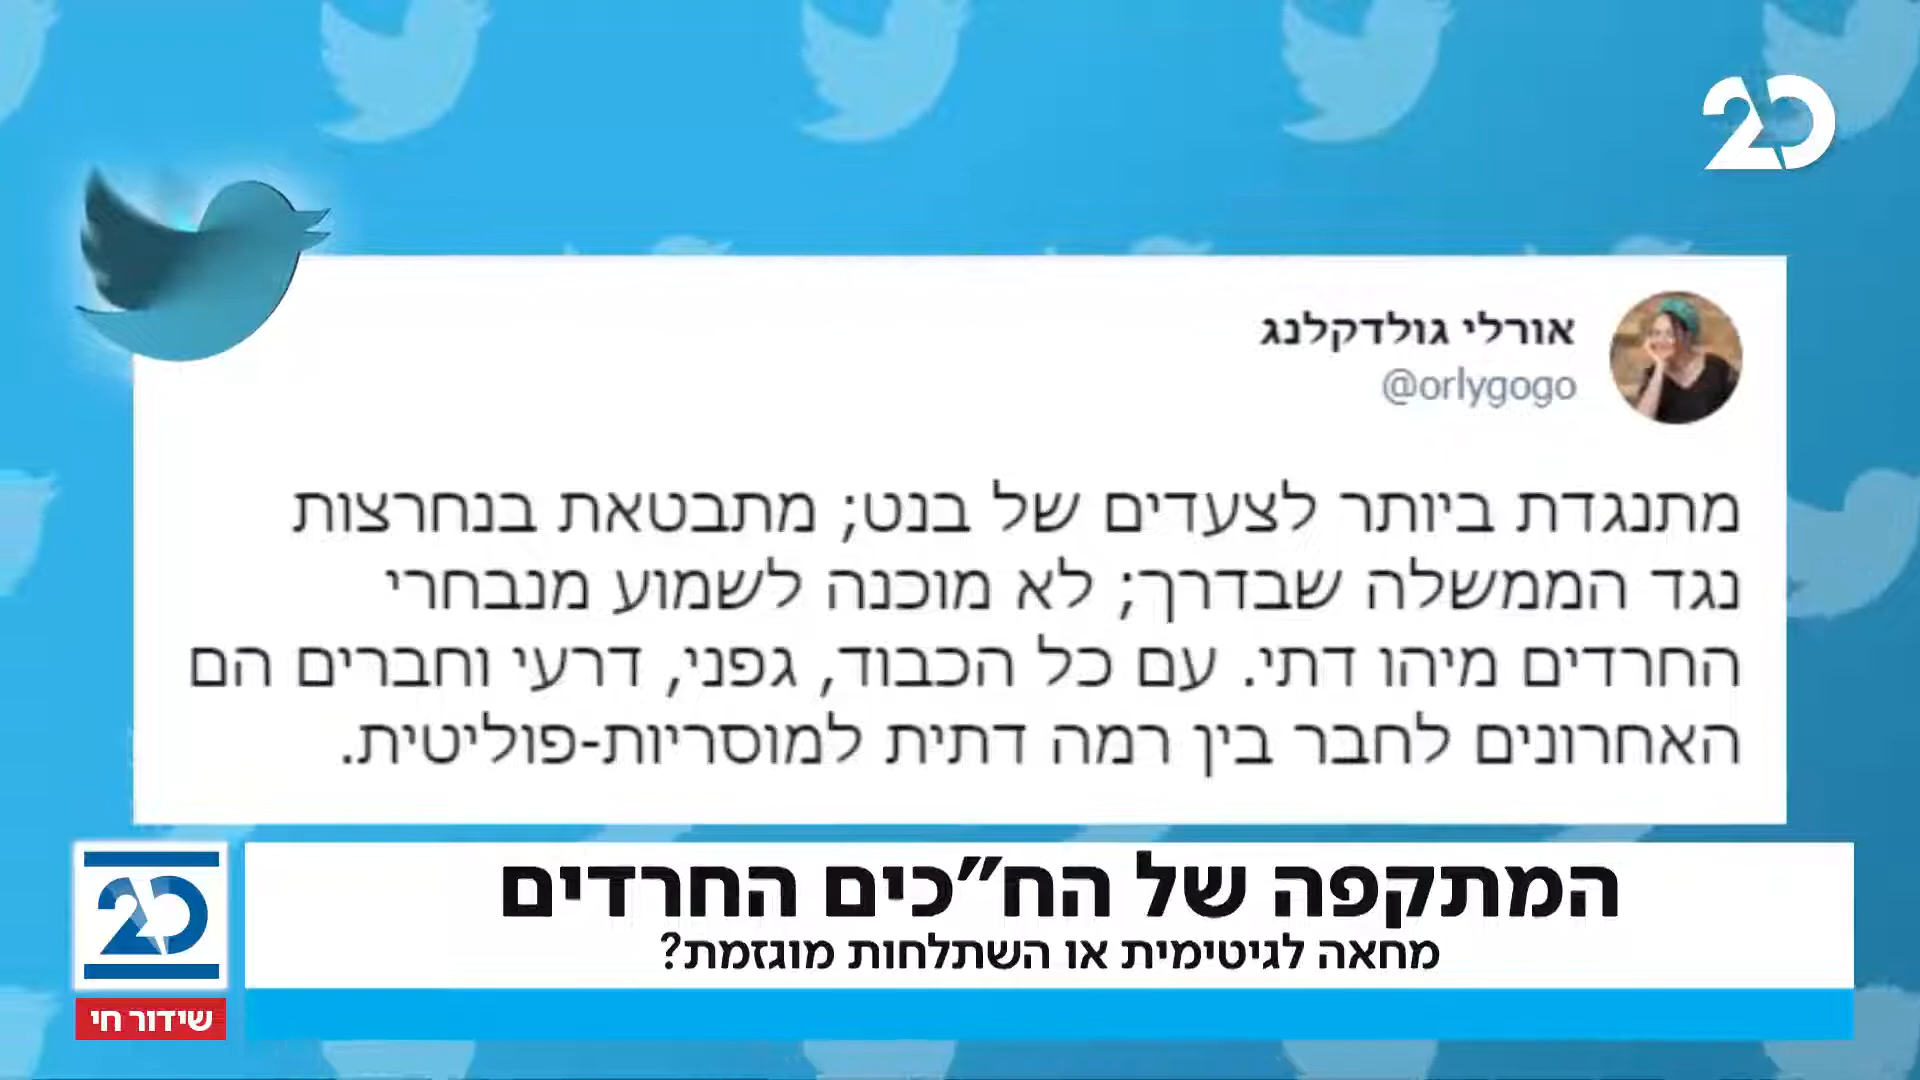 20
אורלי גולדקלנג
@orlygogo
מתנגדת ביותר לצעדים של בנט; מתבטאת בנחרצות
נגד הממשלה שבדרך; לא מוכנה לשמוע מנבחרי
החרדים מיהו דתי. עם כל הכבוד, גפני, דרעי וחברים הם
האחרונים לחבר בין רמה דתית למוסריות-פוליטית.
המתקפה של הח"כים החרדים
מחאה לגיטימית או השתלחות מוגזמת?
20
שידור חי